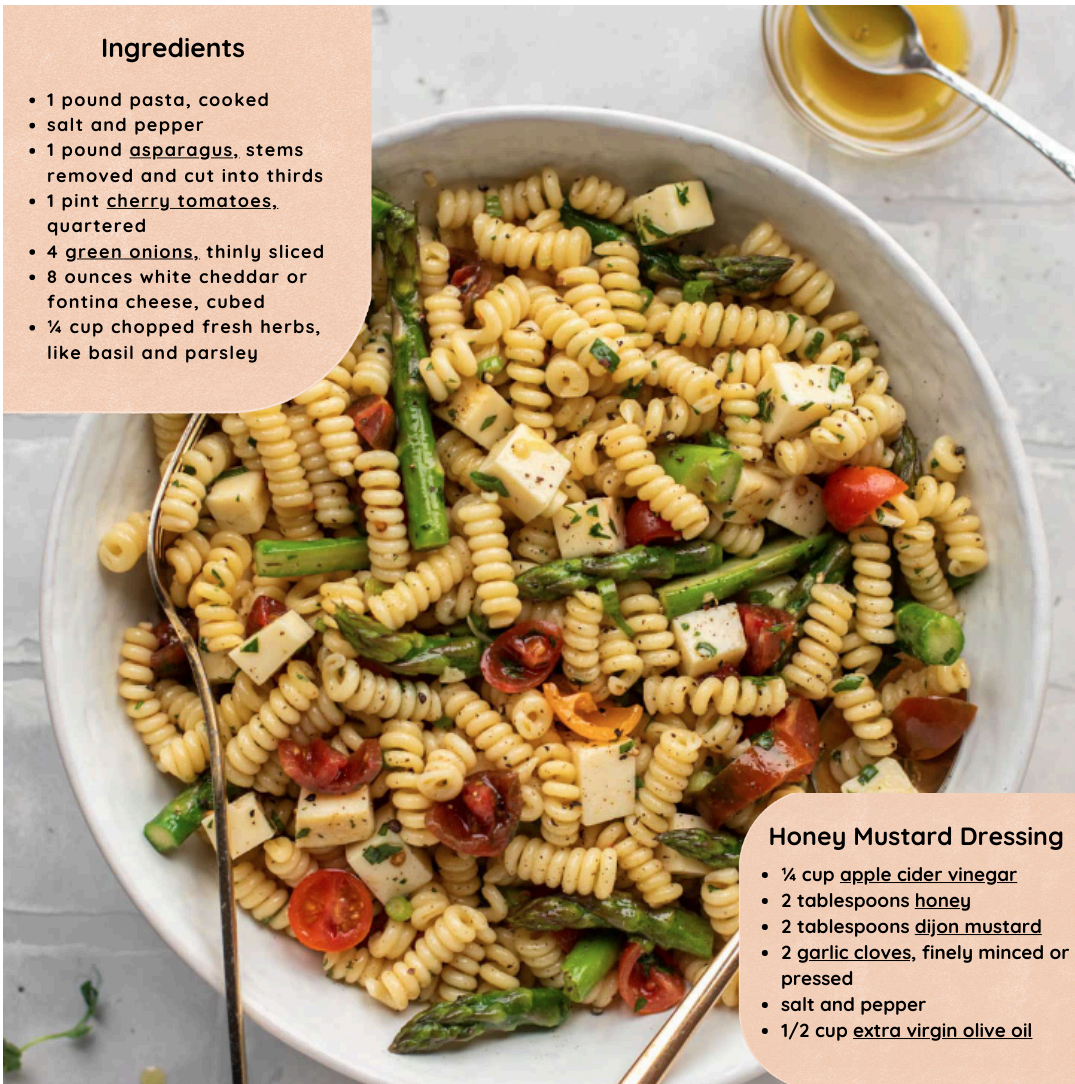 Ingredients
• 1 pound pasta, cooked
• salt and pepper
• 1 pound asparagus, stems
removed and cut into thirds
• 1 pint cherry tomatoes,
quartered
• 4 green onions, thinly sliced
• 8 ounces white cheddar or
fontina cheese, cubed
• ¼ cup chopped fresh herbs,
like basil and parsley
Honey Mustard Dressing
• ¼ cup apple cider vinegar
• 2 tablespoons honey
• 2 tablespoons dijon mustard
• 2 garlic cloves, finely minced or
pressed
• salt and pepper
• 1/2 cup extra virgin olive oil